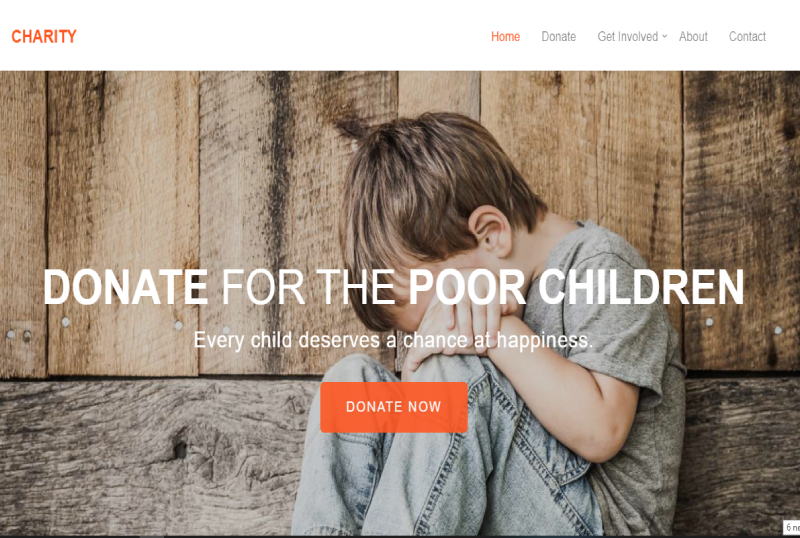 CHARITY
Home Donate Get Involved About Contact
DONATE FOR THE POOR CHILDREN
Every child deserves a chance at happiness.
DONATE NOW
6